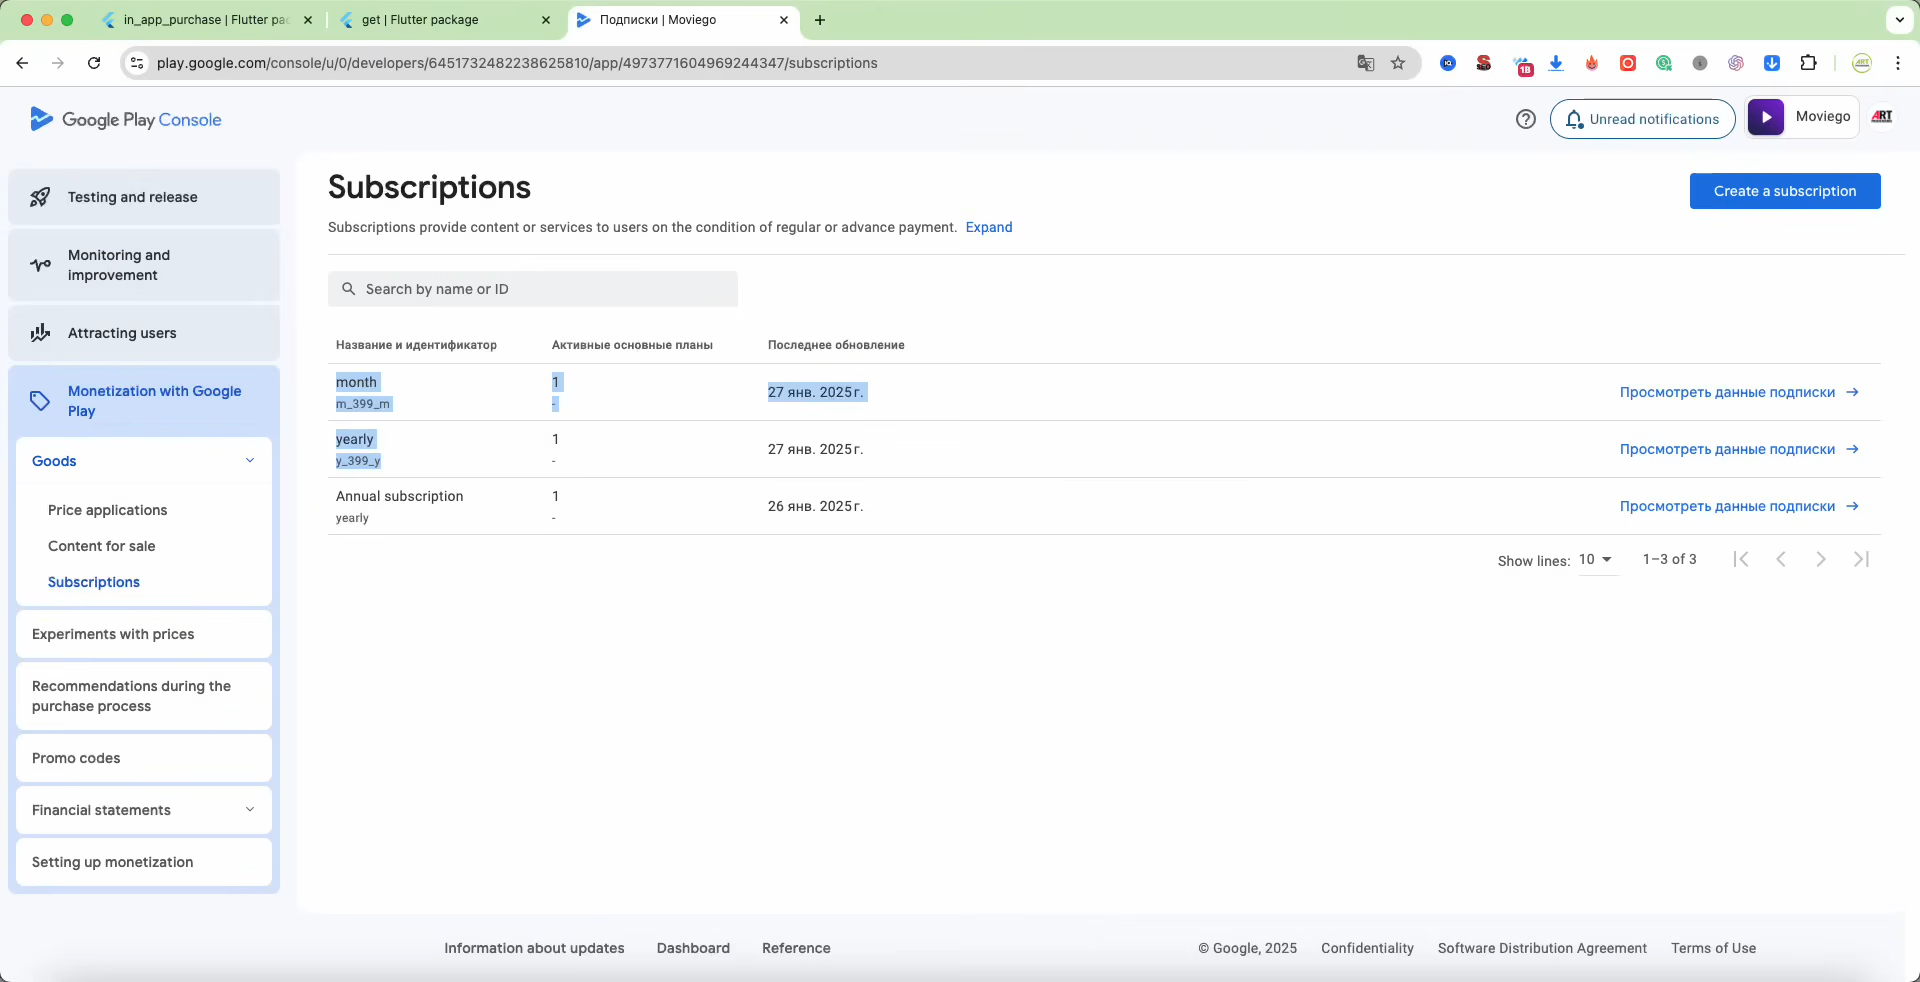 in_app_purchase | Flutter pac
get | Flutter package
Подписки | Moviego
play.google.com/console/u/0/developers/6451732482238625810/app/4973771604969244347/subscriptions
1B
Google Play Console
Unread notifications
Moviego
ART
Testing and release
Monitoring and
improvement
Attracting users
Monetization with Google
Play
Goods
Price applications
Content for sale
Subscriptions
Experiments with prices
Recommendations during the
purchase process
Promo codes
Financial statements
Setting up monetization
Subscriptions
Create a subscription
Subscriptions provide content or services to users on the condition of regular or advance payment. Expand
Search by name or ID
Название и идентификатор Активные основные планы Последнее обновление
month 1 27 янв. 2025 г. Просмотреть данные подписки →
m_399_m -
yearly 1 27 янв. 2025 г. Просмотреть данные подписки →
y_399_y -
Annual subscription 1 26 янв. 2025 г. Просмотреть данные подписки →
yearly -
Show lines: 10 1–3 of 3
Information about updates Dashboard Reference © Google, 2025 Confidentiality Software Distribution Agreement Terms of Use